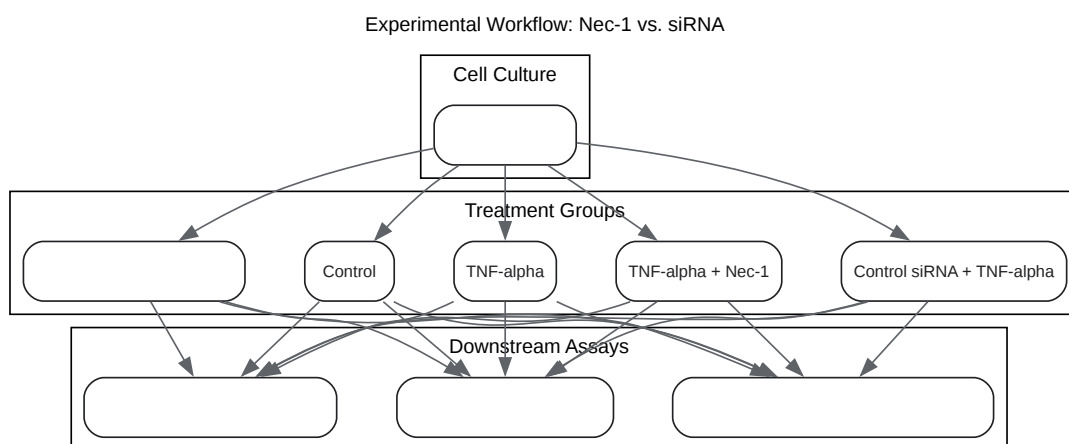 Experimental Workflow: Nec-1 vs. siRNA
Cell Culture
Treatment Groups
Control
TNF-alpha
TNF-alpha + Nec-1
Control siRNA + TNF-alpha
Downstream Assays